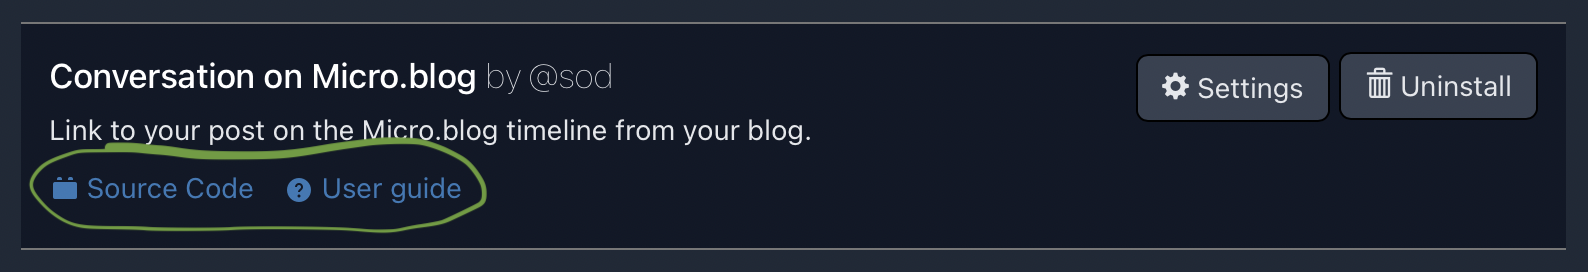 Conversation on Micro.blog by @sod
Settings
Uninstall
Link to your post on the Micro.blog timeline from your blog.
Source Code
User guide